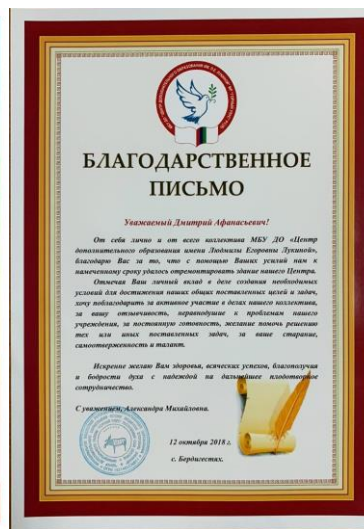 БЛАГОДАРСТВЕННОЕ
ПИСЬМО
Уважаемый Дмитрий Афанасьевич!
От себя лично и от всего коллектива МБУ ДО «Центр
дополнительного образования имени Людмилы Егоровны Лукиной»,
благодарю Вас за то, что с помощью Ваших усилий нам к
намеченному сроку удалось отремонтировать здание нашего Центра.
Отмечая Ваш личный вклад в деле создания необходимых
условий для достижения наших общих поставленных целей и задач,
хочу поблагодарить за активное участие в делах нашего коллектива,
за вашу отзывчивость, неравнодушие к проблемам нашего
учреждения, за постоянную готовность, желание помочь решению
тех или иных поставленных задач, за ваше старание,
самоотверженность и талант.
Искренне желаю Вам здоровья, всяческих успехов, благополучия
и бодрости духа с надеждой на дальнейшее плодотворное
сотрудничество.
С уважением, Александра Михайловна.
12 октября 2018 г.
с. Бердигестях.